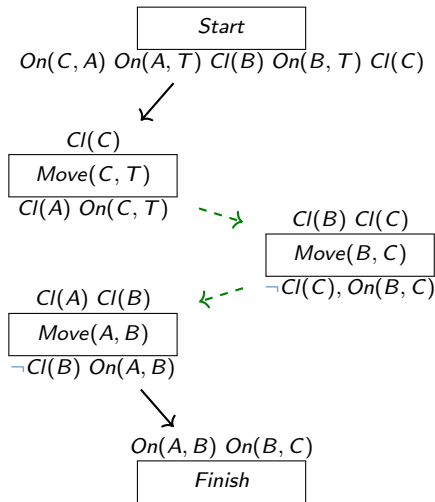 Start
On(C, A) On(A, T) Cl(B) On(B, T) Cl(C)
Cl(C)
Move(C, T)
Cl(A) On(C, T)
Cl(B) Cl(C)
Move(B, C)
¬Cl(C), On(B, C)
Cl(A) Cl(B)
Move(A, B)
¬Cl(B) On(A, B)
On(A, B) On(B, C)
Finish